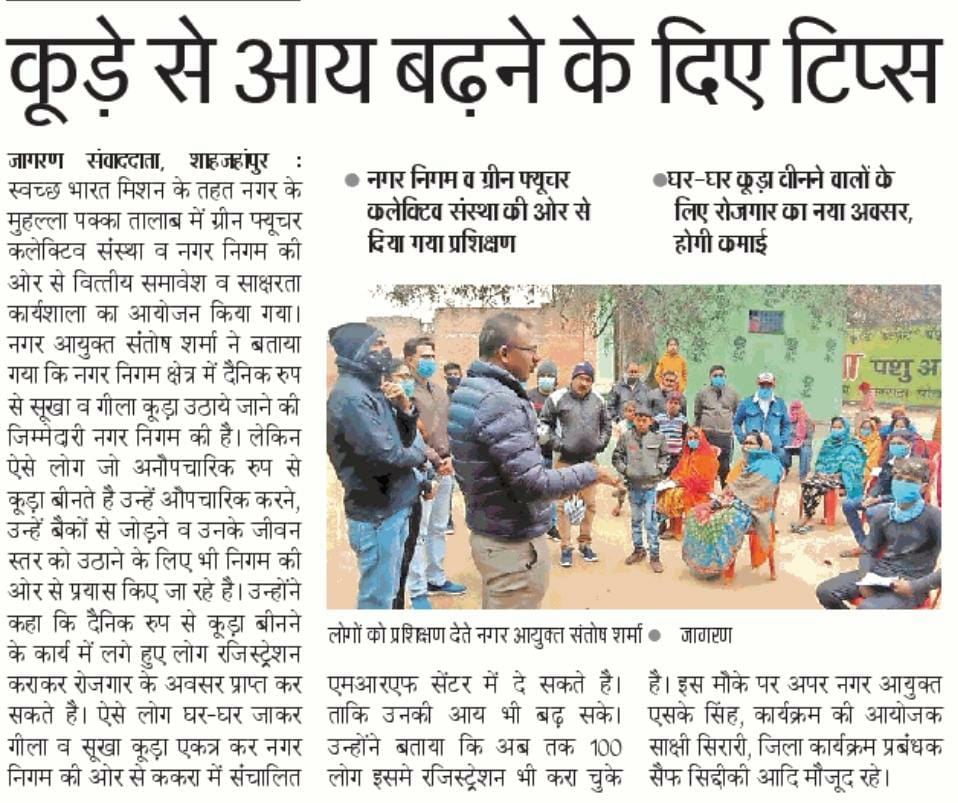 कूड़े से आय बढ़ने के दिए टिप्स
जागरण संवाददाता, शाहजहांपुर :
स्वच्छ भारत मिशन के तहत नगर के
मुहल्ला पक्का तालाब में ग्रीन फ्यूचर
कलेक्टिव संस्था व नगर निगम की
ओर से वित्तीय समावेश व साक्षरता
कार्यशाला का आयोजन किया गया।
नगर आयुक्त संतोष शर्मा ने बताया
गया कि नगर निगम क्षेत्र में दैनिक रुप
से सूखा व गीला कूड़ा उठाये जाने की
जिम्मेदारी नगर निगम की है। लेकिन
ऐसे लोग जो अनौपचारिक रुप से
कूड़ा बीनते है उन्हें औपचारिक करने,
उन्हें बैकों से जोड़ने व उनके जीवन
स्तर को उठाने के लिए भी निगम की
ओर से प्रयास किए जा रहे है। उन्होंने
कहा कि दैनिक रुप से कूड़ा बीनने
के कार्य में लगे हुए लोग रजिस्ट्रेशन
कराकर रोजगार के अवसर प्राप्त कर
सकते है। ऐसे लोग घर-घर जाकर
गीला व सूखा कूड़ा एकत्र कर नगर
निगम की ओर से ककरा में संचालित
● नगर निगम व ग्रीन फ्यूचर
कलेक्टिव संस्था की ओर से
दिया गया प्रशिक्षण
●घर-घर कूड़ा बीनने वालों के
लिए रोजगार का नया अवसर,
होगी कमाई
पशु अ
लोगों को प्रशिक्षण देते नगर आयुक्त संतोष शर्मा ● जागरण
एमआरएफ सेंटर में दे सकते है।
ताकि उनकी आय भी बढ़ सके।
उन्होंने बताया कि अब तक 100
लोग इसमे रजिस्ट्रेशन भी करा चुके
है। इस मौके पर अपर नगर आयुक्त
एसके सिंह, कार्यक्रम की आयोजक
साक्षी सिरारी, जिला कार्यक्रम प्रबंधक
सैफ सिद्दीकी आदि मौजूद रहे।